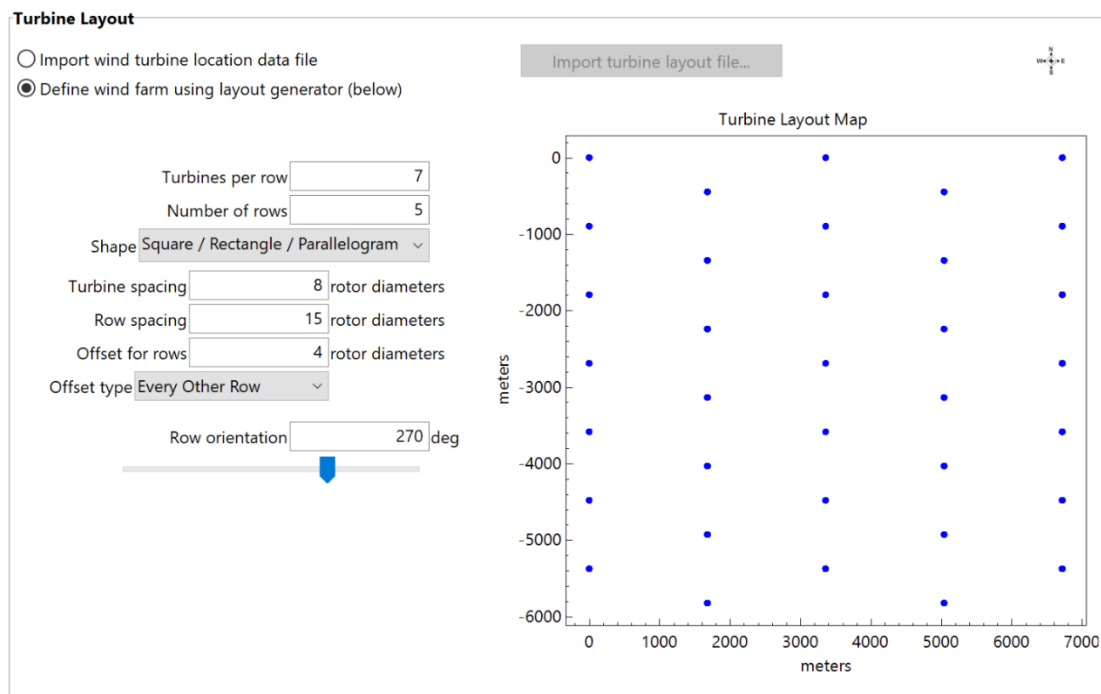 Turbine Layout
Import wind turbine location data file
Define wind farm using layout generator (below)
Import turbine layout file...
N
W E
S
Turbines per row 7
Number of rows 5
Shape Square / Rectangle / Parallelogram
Turbine spacing 8 rotor diameters
Row spacing 15 rotor diameters
Offset for rows 4 rotor diameters
Offset type Every Other Row
Row orientation 270 deg
Turbine Layout Map
meters
0
-1000
-2000
-3000
-4000
-5000
-6000
0 1000 2000 3000 4000 5000 6000 7000
meters